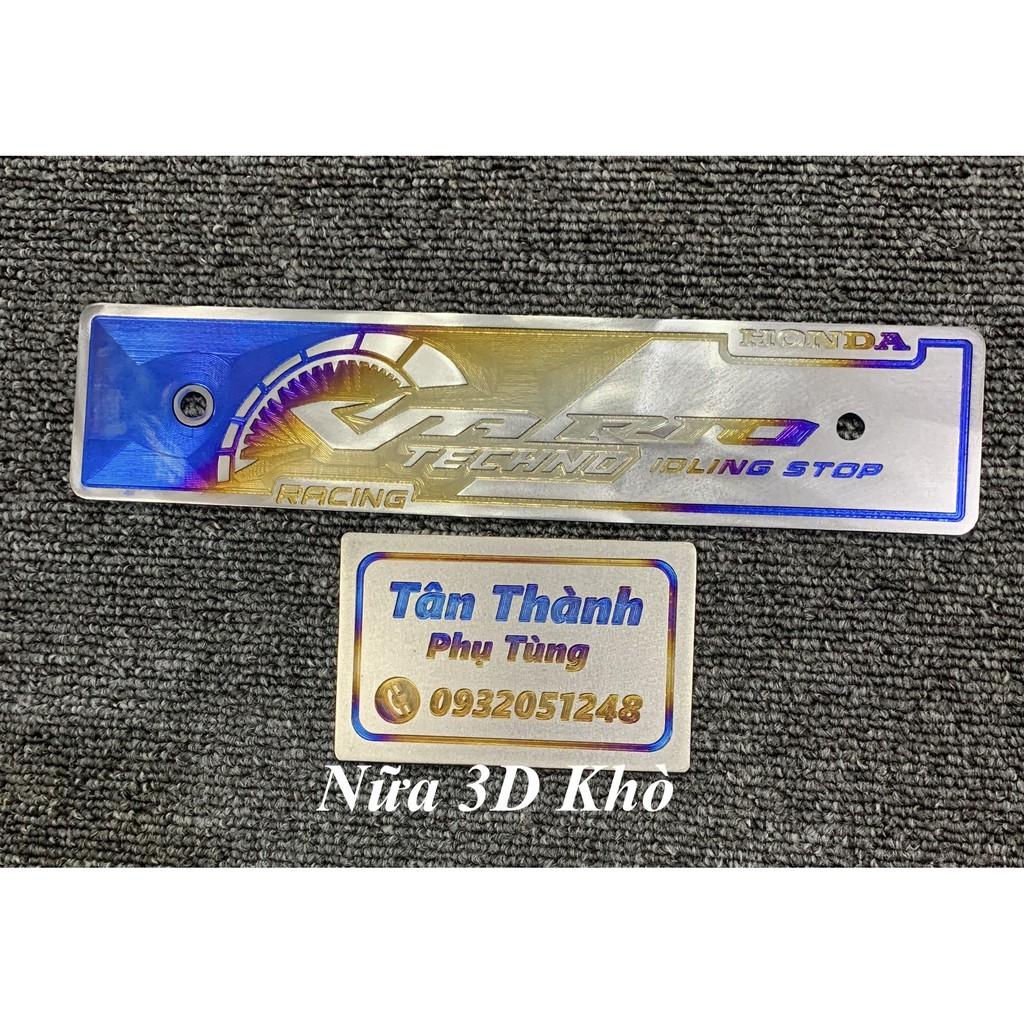 HONDA
VARIO
TECHNO IDLING STOP
RACING
Tân Thành
Phụ Tùng
0932051248
Nữa 3D Khò